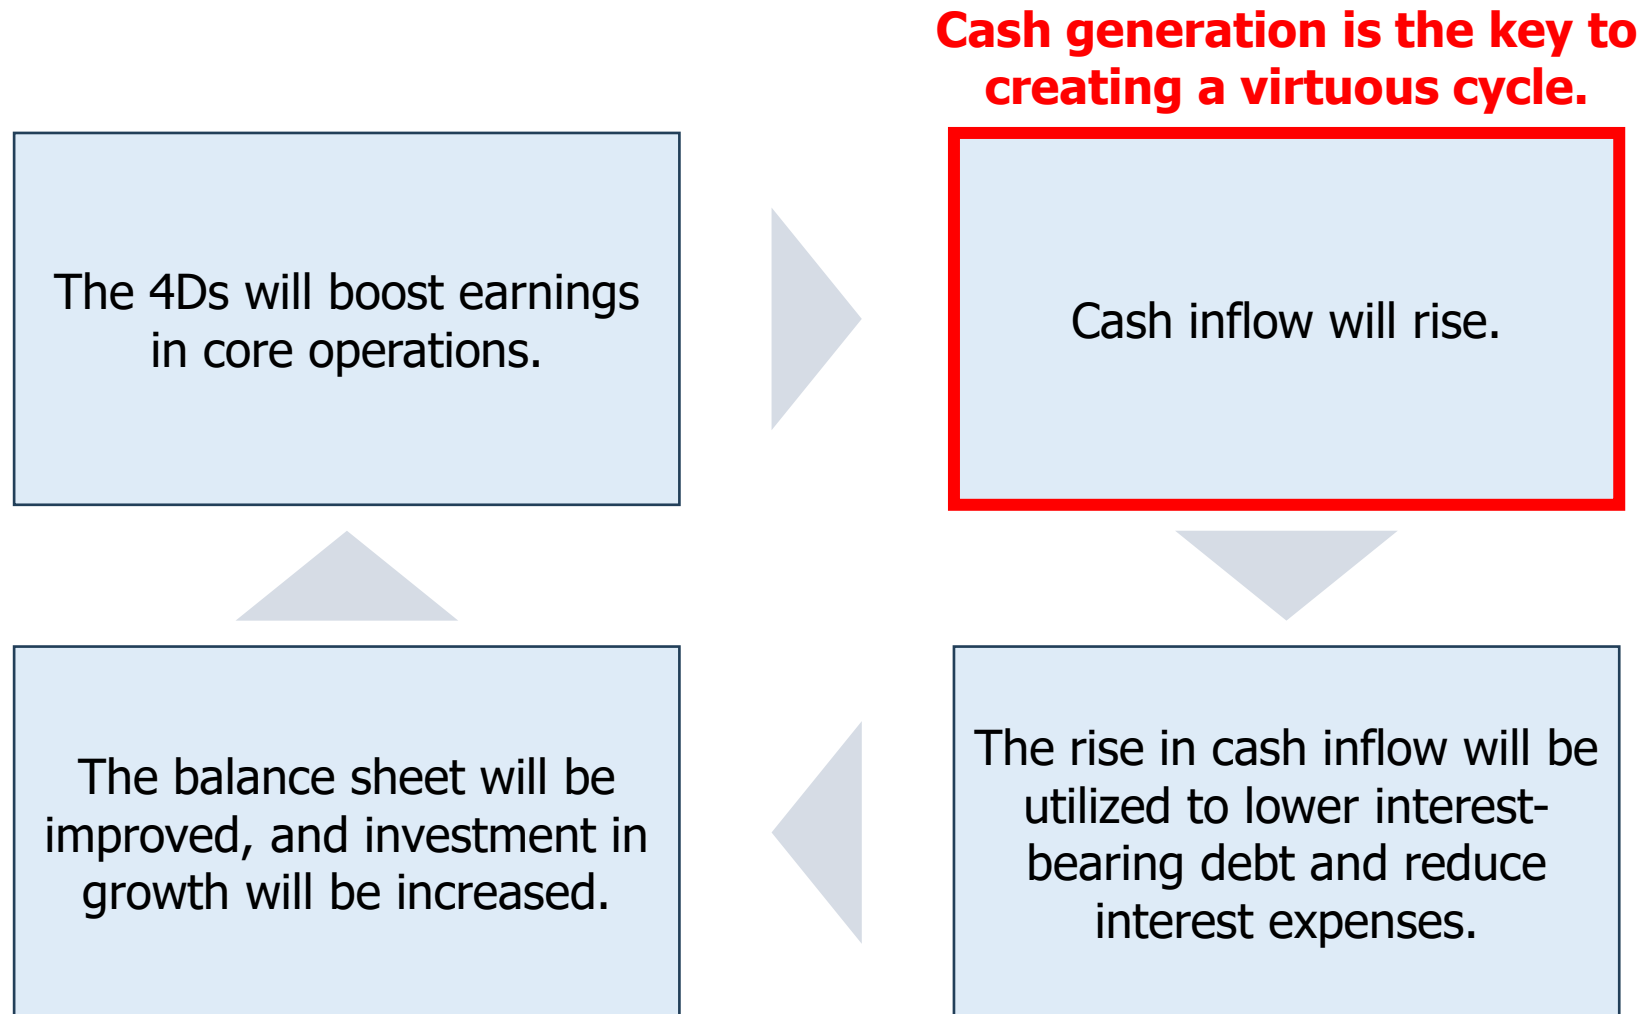 Cash generation is the key to
creating a virtuous cycle.
The 4Ds will boost earnings
in core operations.
Cash inflow will rise.
The rise in cash inflow will be
utilized to lower interest-
bearing debt and reduce
interest expenses.
The balance sheet will be
improved, and investment in
growth will be increased.